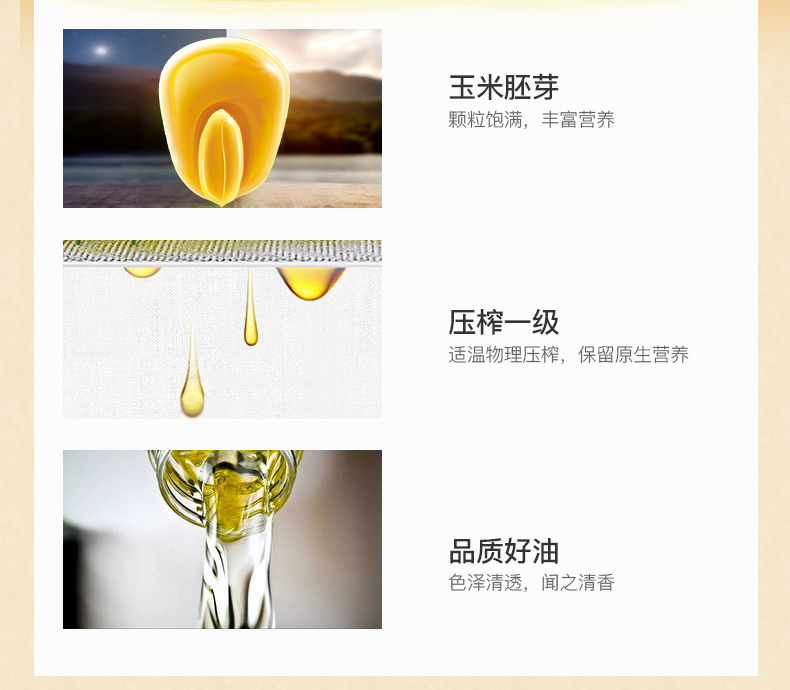 玉米胚芽
颗粒饱满，丰富营养
压榨一级
适温物理压榨，保留原生营养
品质好油
色泽清透，闻之清香